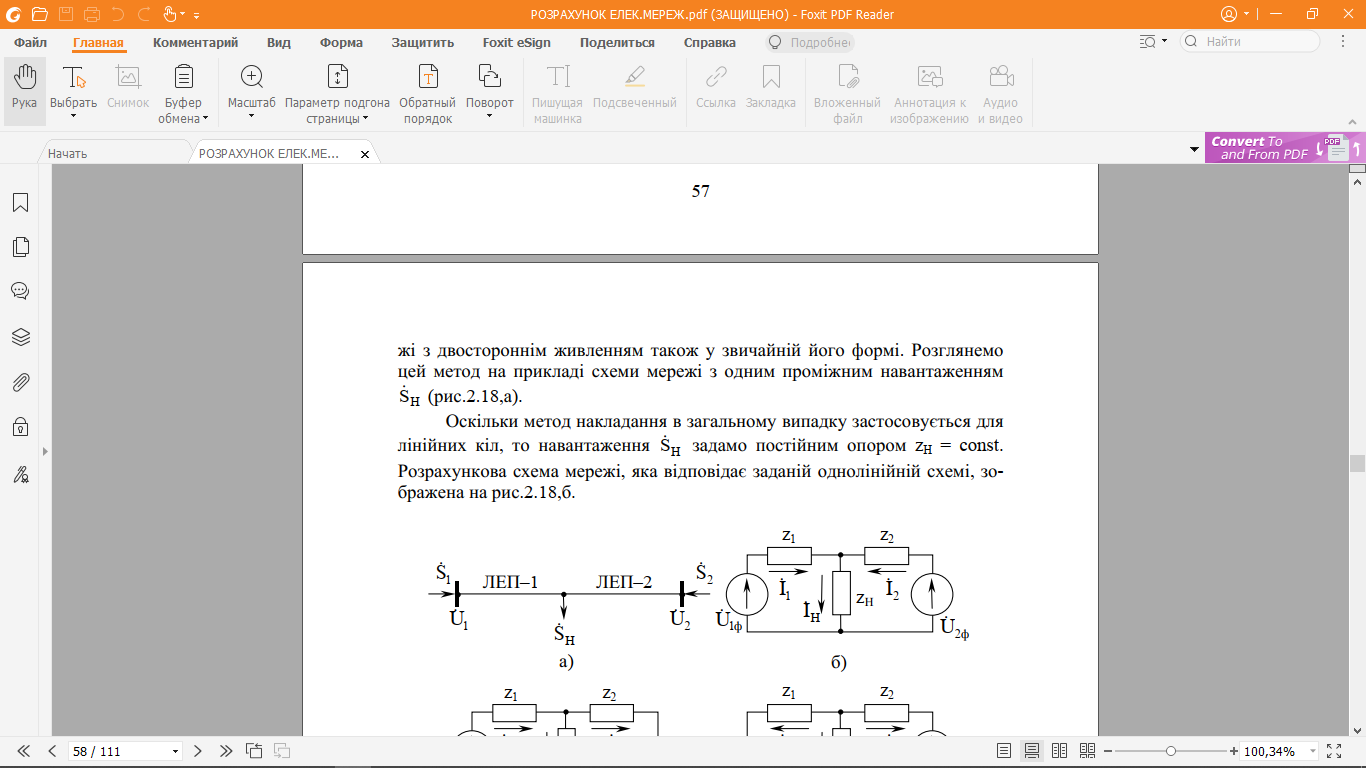 РОЗРАХУНОК ЕЛЕК.МЕРЕЖ.pdf (ЗАЩИЩЕНО) - Foxit PDF Reader
Файл Главная Комментарий Вид Форма Защитить Foxit eSign Поделиться Справка Подробнее Найти
Рука Выбрать Снимок Буфер обмена Масштаб Параметр подгона страницы Обратный порядок Поворот Пишущая машинка Подсвеченный Ссылка Закладка Вложенный файл Аннотация к изображению Аудио и видео
Начать РОЗРАХУНОК ЕЛЕК.МЕ... Convert To and From PDF PDF
57
жі з двостороннім живленням також у звичайній його формі. Розглянемо
цей метод на прикладі схеми мережі з одним проміжним навантаженням
Ṡн (рис.2.18,а).
Оскільки метод накладання в загальному випадку застосовується для
лінійних кіл, то навантаження Ṡн задамо постійним опором zн = const.
Розрахункова схема мережі, яка відповідає заданій однолінійній схемі, зо-
бражена на рис.2.18,б.
Ṡ1 ЛЕП–1 ЛЕП–2 Ṡ2
U̇1 Ṡн U̇2
а)
z1 z2
İ1 İн zн İ2
U̇1ф U̇2ф
б)
z1 z2
z1 z2
58 / 111 100,34%